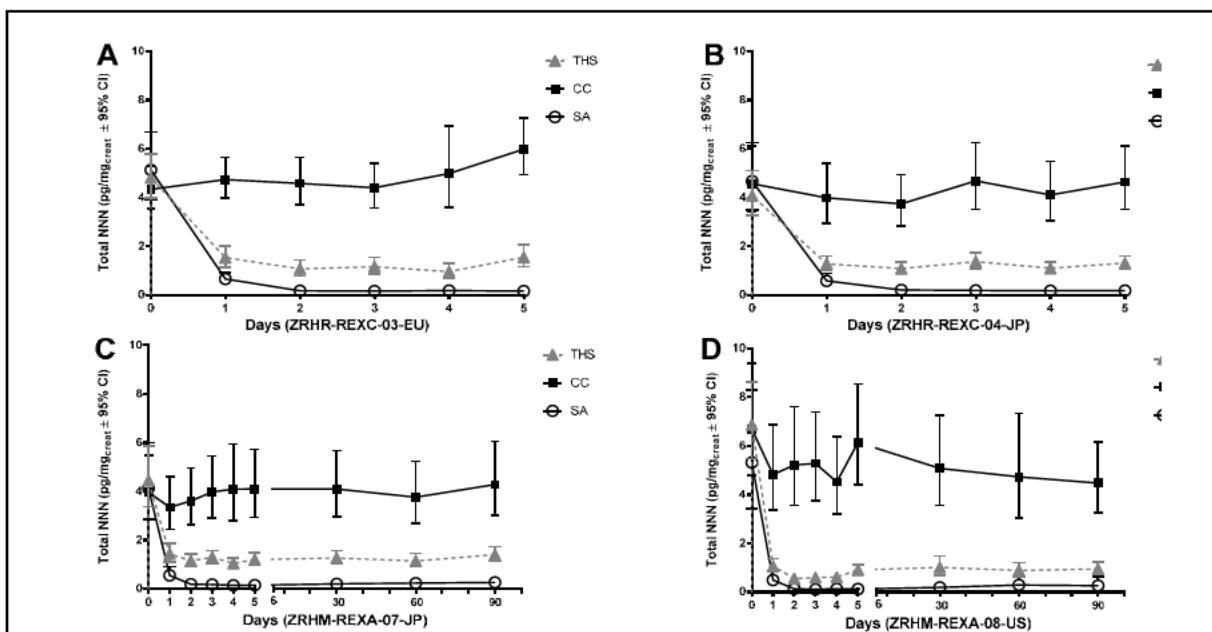 A
10
8
6
4
2
0
Total NNN (pg/mgcreat ± 95% CI)
THS
CC
SA
0 1 2 3 4 5
Days (ZRHR-REXC-03-EU)
B
10
8
6
4
2
0
Total NNN (pg/mgcreat ± 95% CI)
0 1 2 3 4 5
Days (ZRHR-REXC-04-JP)
C
10
8
6
4
2
0
Total NNN (pg/mgcreat ± 95% CI)
THS
CC
SA
0 1 2 3 4 5 6 30 60 90
Days (ZRHM-REXA-07-JP)
D
10
8
6
4
2
0
Total NNN (pg/mgcreat ± 95% CI)
0 1 2 3 4 5 6 30 60 90
Days (ZRHM-REXA-08-US)